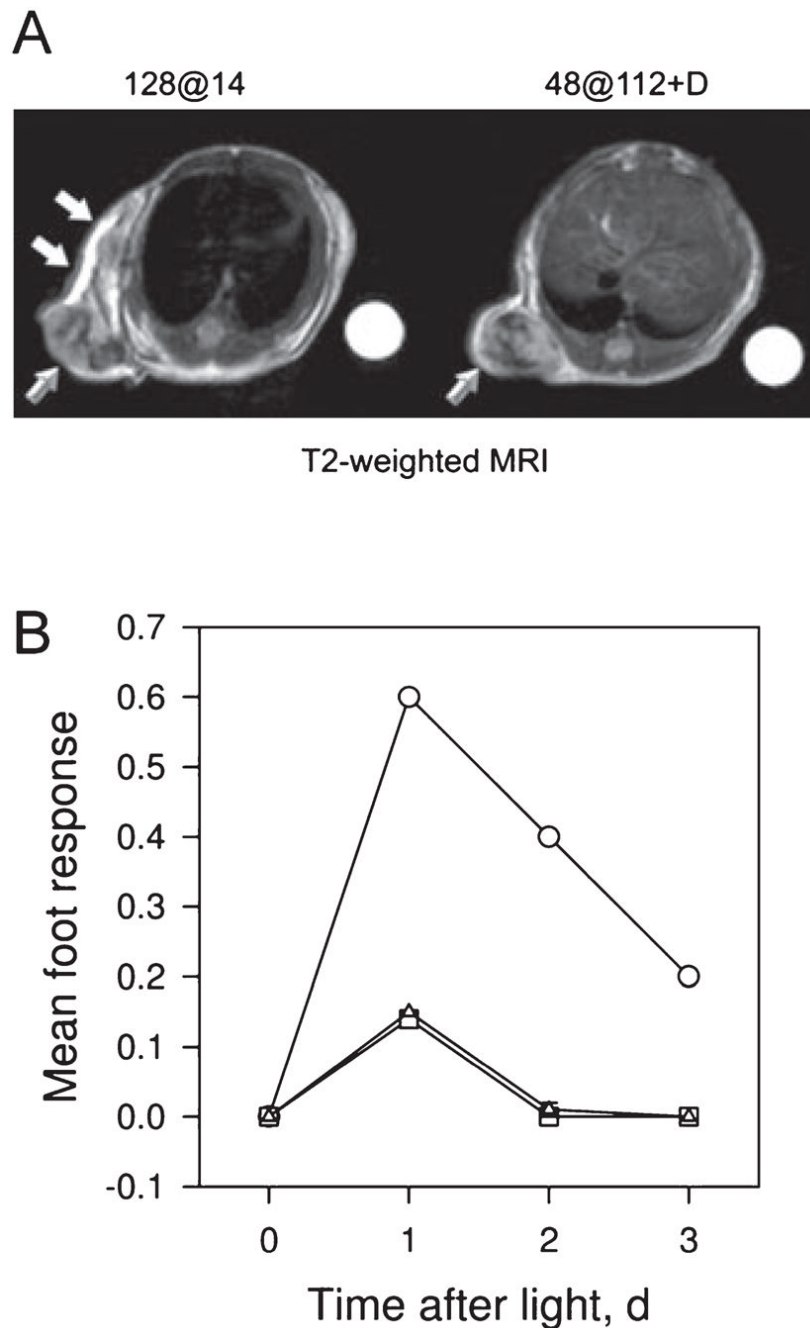 A
128@14
48@112+D
T2-weighted MRI
B
0.7
0.6
0.5
0.4
0.3
0.2
0.1
0.0
-0.1
Mean foot response
0 1 2 3
Time after light, d